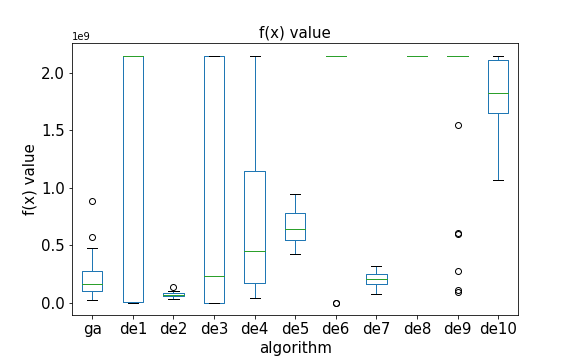 f(x) value
1e9
2.0
1.5
1.0
0.5
0.0
f(x) value
ga de1 de2 de3 de4 de5 de6 de7 de8 de9 de10
algorithm